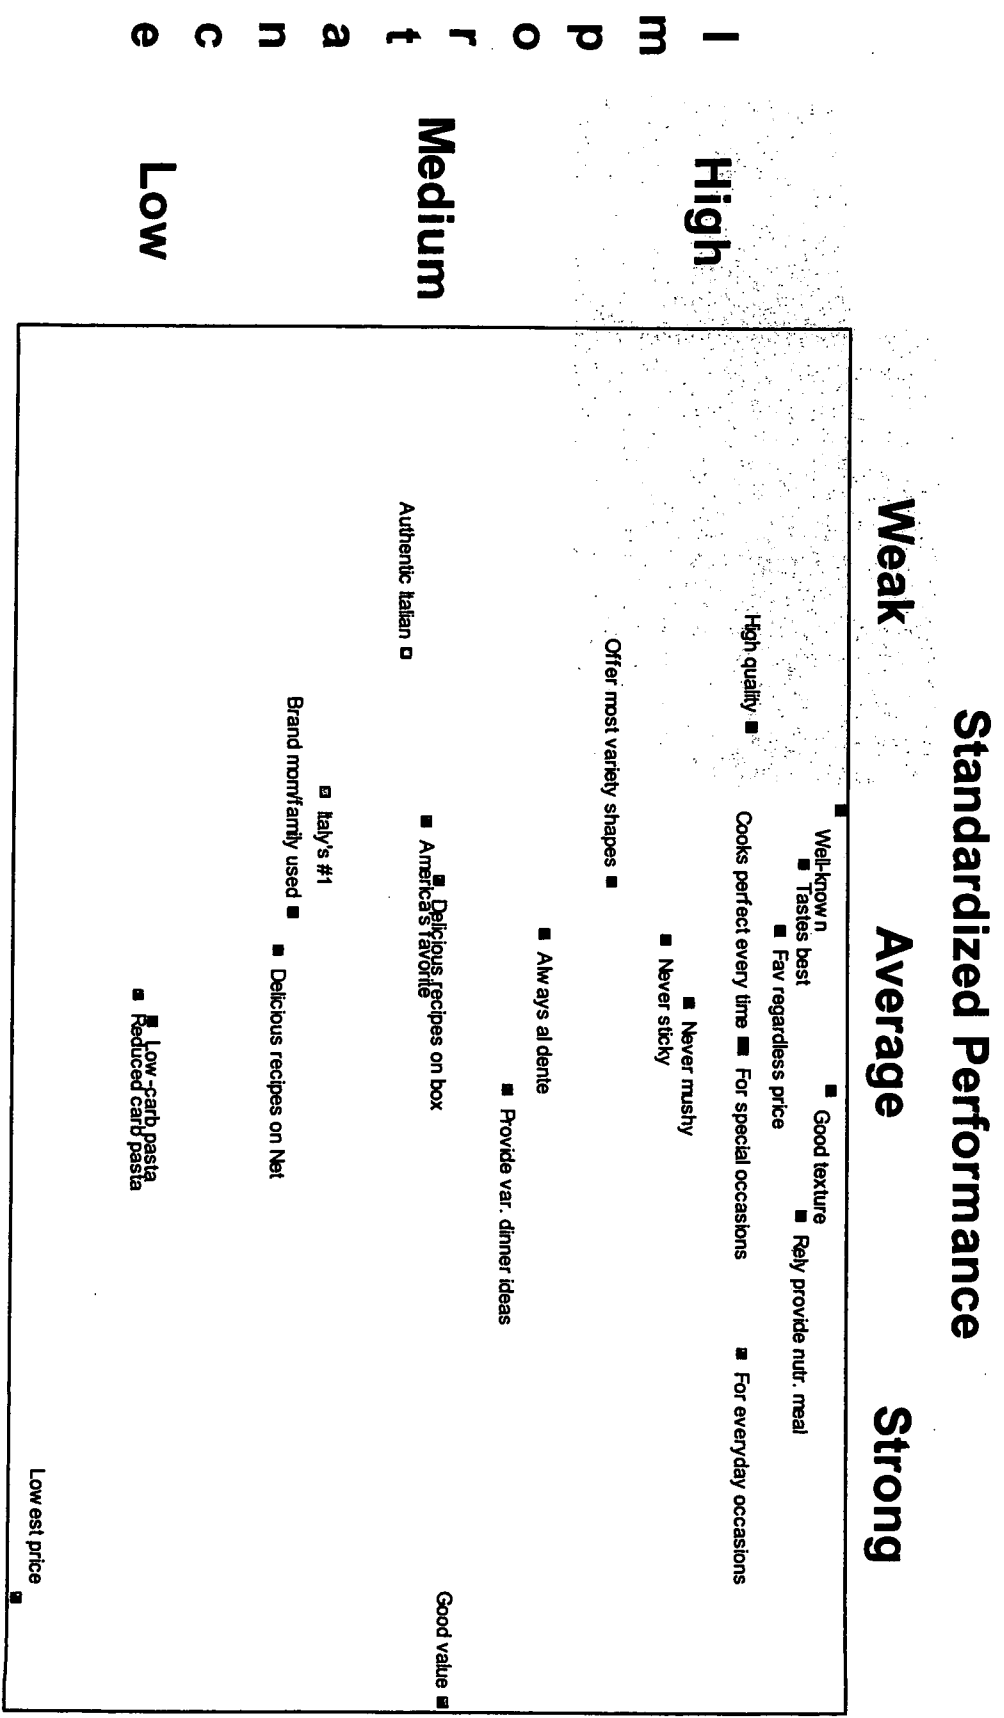 Standardized Performance
Weak Average Strong
Importance
High
Medium
Low
Well-known
Good texture
Tastes best
Rely provide nutr. meal
Fav regardless price
High quality
Cooks perfect every time
For special occasions
For everyday occasions
Never mushy
Never sticky
Offer most variety shapes
Always al dente
Provide var. dinner ideas
Good value
Delicious recipes on box
America's favorite
Authentic Italian
Italy's #1
Brand mom/family used
Delicious recipes on Net
Low-carb pasta
Reduced carb pasta
Lowest price